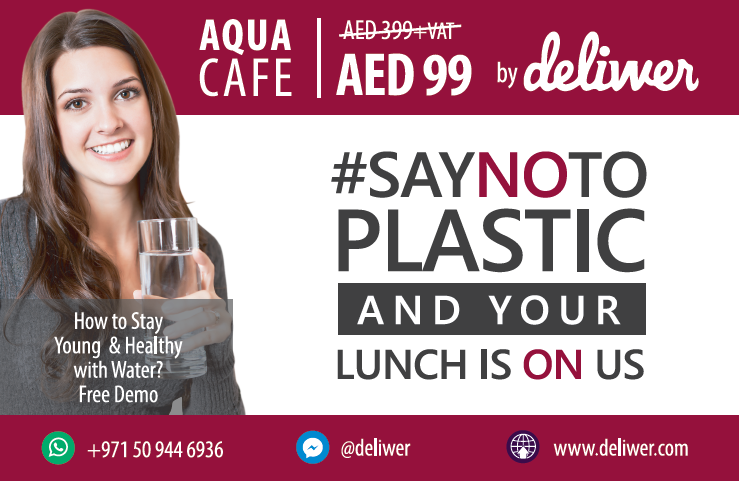 AQUA
CAFE
AED 399+VAT
AED 99
by deliwer
#SAYNOTO
PLASTIC
AND YOUR
LUNCH IS ON US
How to Stay
Young & Healthy
with Water?
Free Demo
+971 50 944 6936
@deliwer
www.deliwer.com